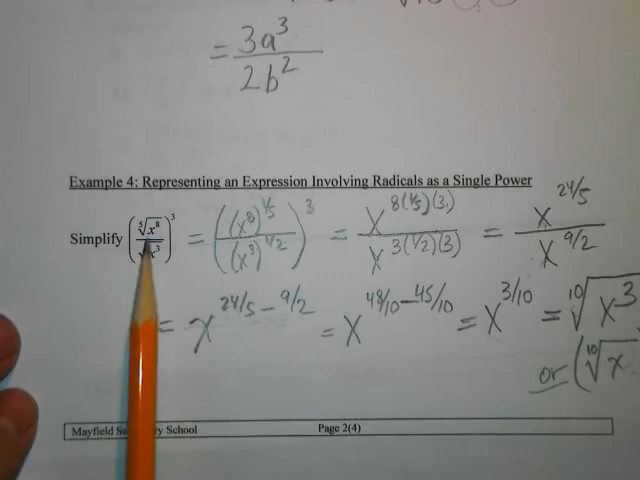 = 3a³ / 2b²
Example 4: Representing an Expression Involving Radicals as a Single Power
Simplify (⁵√x⁸ / √x³)³ = ((x⁸)^1/5 / (x³)^1/2)³ = x^8(1/5)(3) / x^3(1/2)(3) = x^24/5 / x^9/2
= x^24/5 - 9/2 = x^48/10 - 45/10 = x^3/10 = ¹⁰√x³
or (¹⁰√x
Mayfield School Page 2(4)